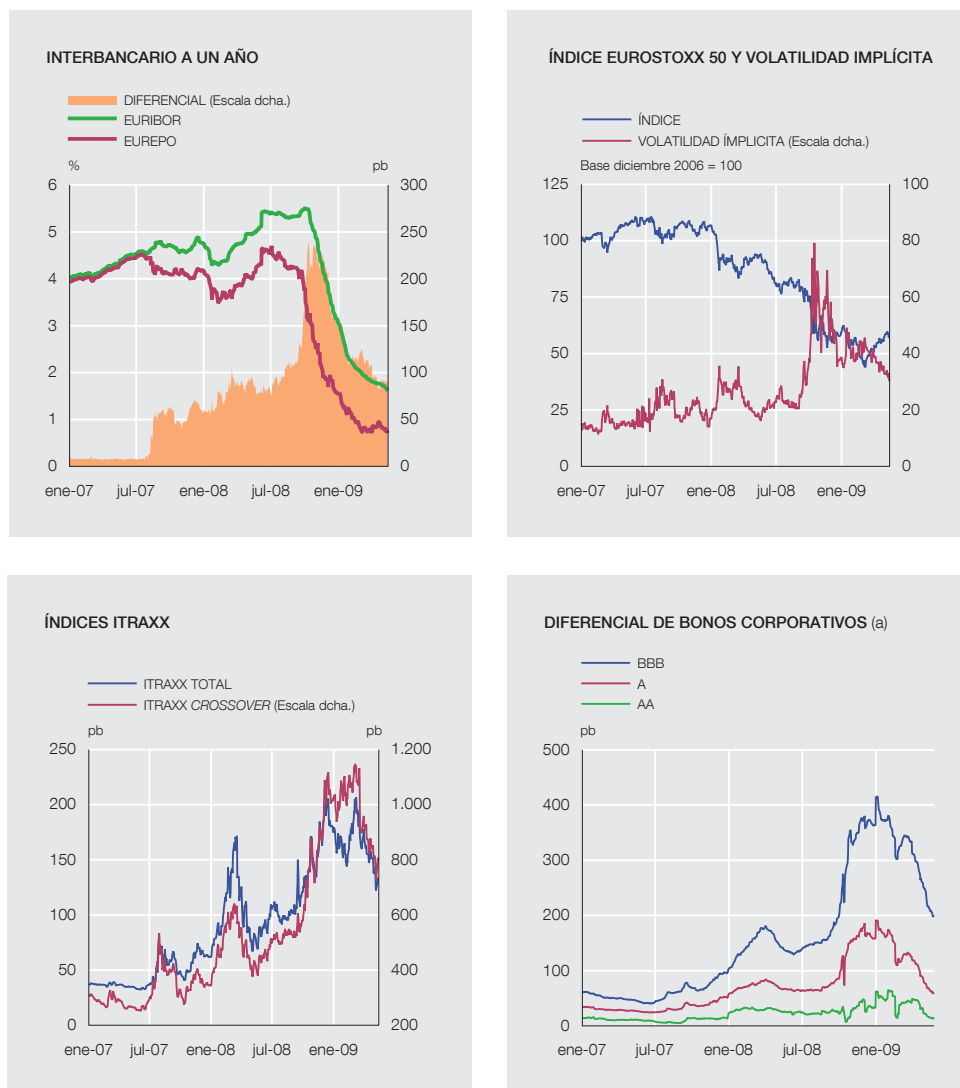 INTERBANCARIO A UN AÑO
DIFERENCIAL (Escala dcha.)
EURIBOR
EUREPO
% pb
6 300
5 250
4 200
3 150
2 100
1 50
0 0
ene-07 jul-07 ene-08 jul-08 ene-09
ÍNDICE EUROSTOXX 50 Y VOLATILIDAD IMPLÍCITA
ÍNDICE
VOLATILIDAD ÍMPLICITA (Escala dcha.)
Base diciembre 2006 = 100
125 100
100 80
75 60
50 40
25 20
0 0
ene-07 jul-07 ene-08 jul-08 ene-09
ÍNDICES ITRAXX
ITRAXX TOTAL
ITRAXX CROSSOVER (Escala dcha.)
pb pb
250 1.200
200 1.000
150 800
100 600
50 400
0 200
ene-07 jul-07 ene-08 jul-08 ene-09
DIFERENCIAL DE BONOS CORPORATIVOS (a)
BBB
A
AA
pb
500
400
300
200
100
0
ene-07 jul-07 ene-08 jul-08 ene-09